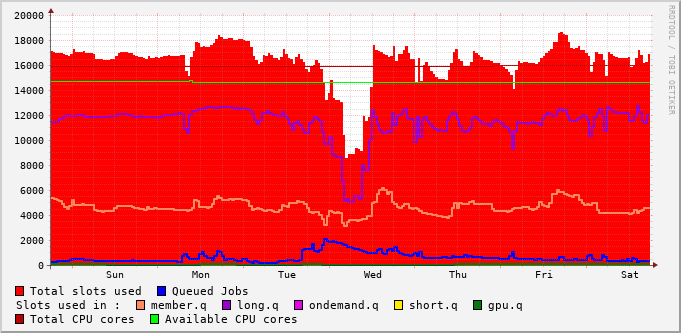 20000
18000
16000
14000
12000
10000
8000
6000
4000
2000
0
Sun Mon Tue Wed Thu Fri Sat
RRDTOOL / TOBI OETIKER
Total slots used Queued Jobs
Slots used in : member.q long.q ondemand.q short.q gpu.q
Total CPU cores Available CPU cores